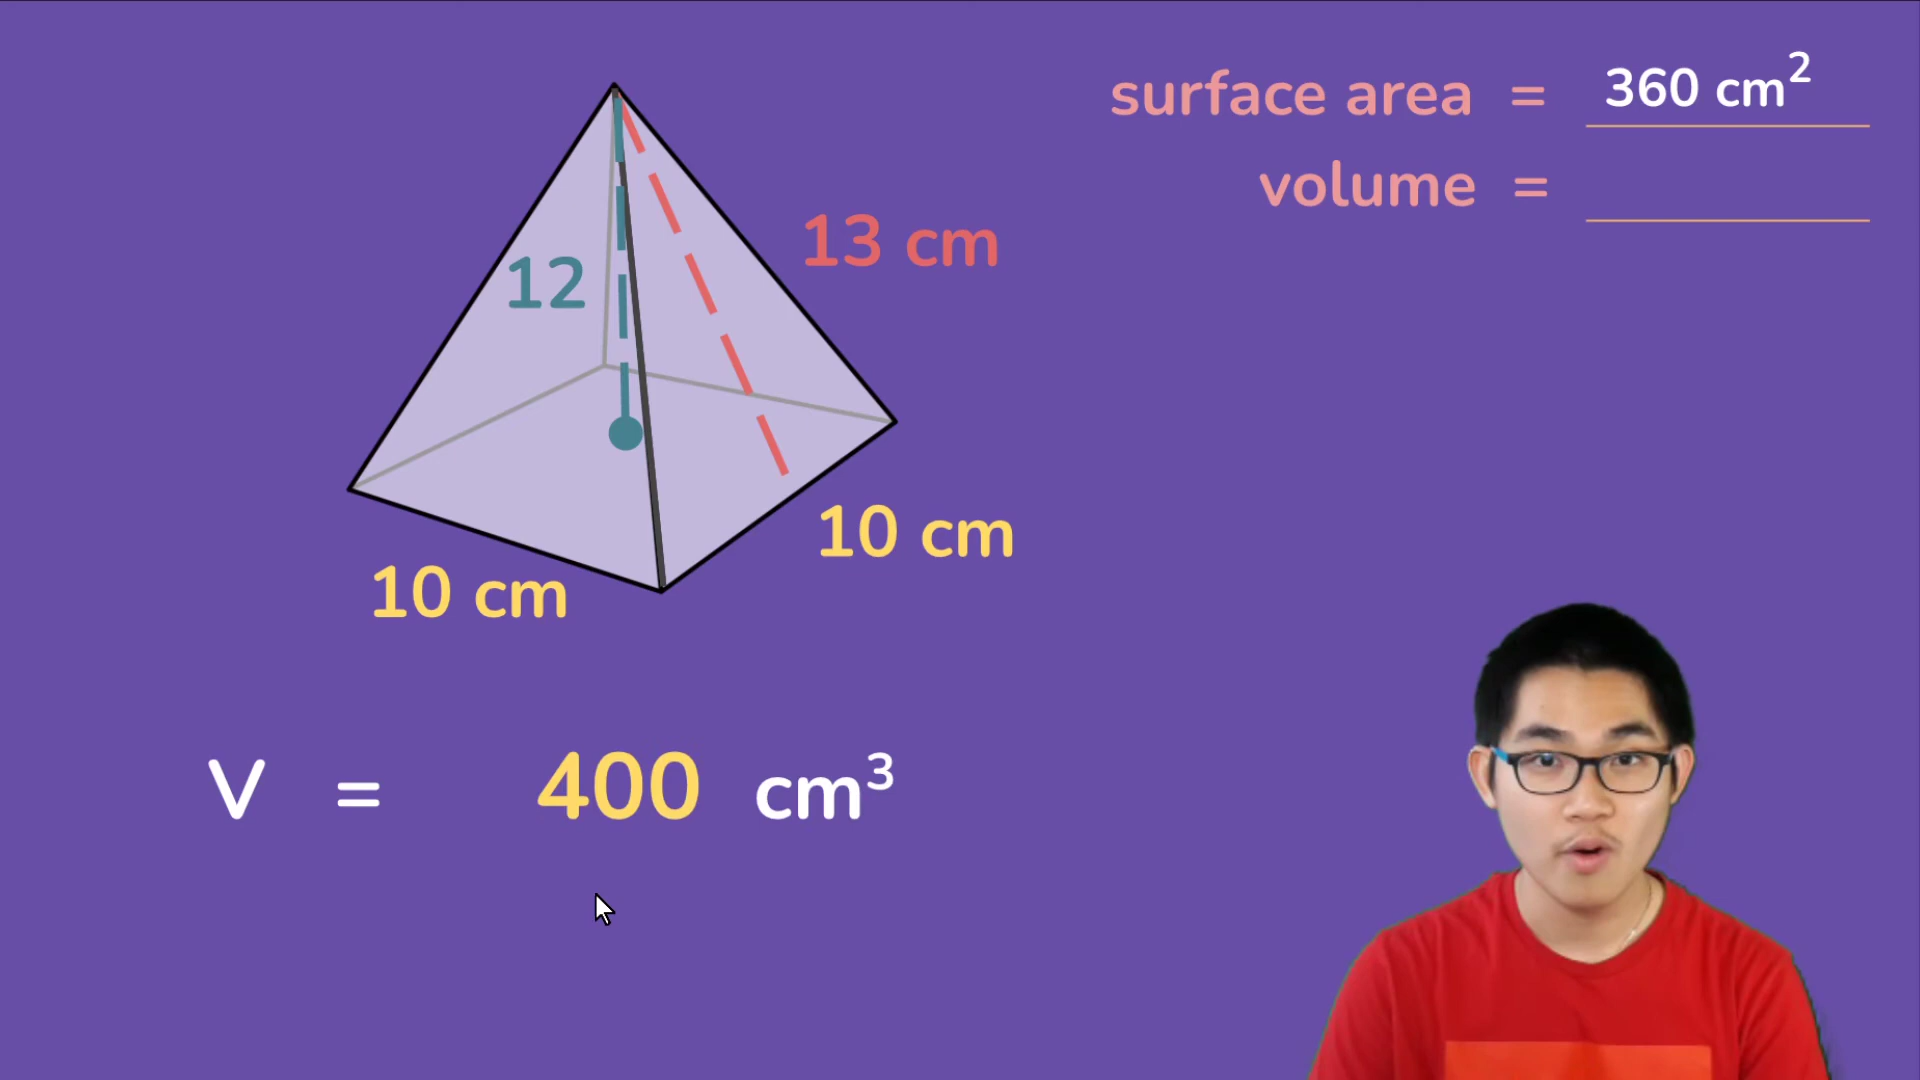 surface area = 360 cm²
volume =
12
13 cm
10 cm
10 cm
V = 400 cm³